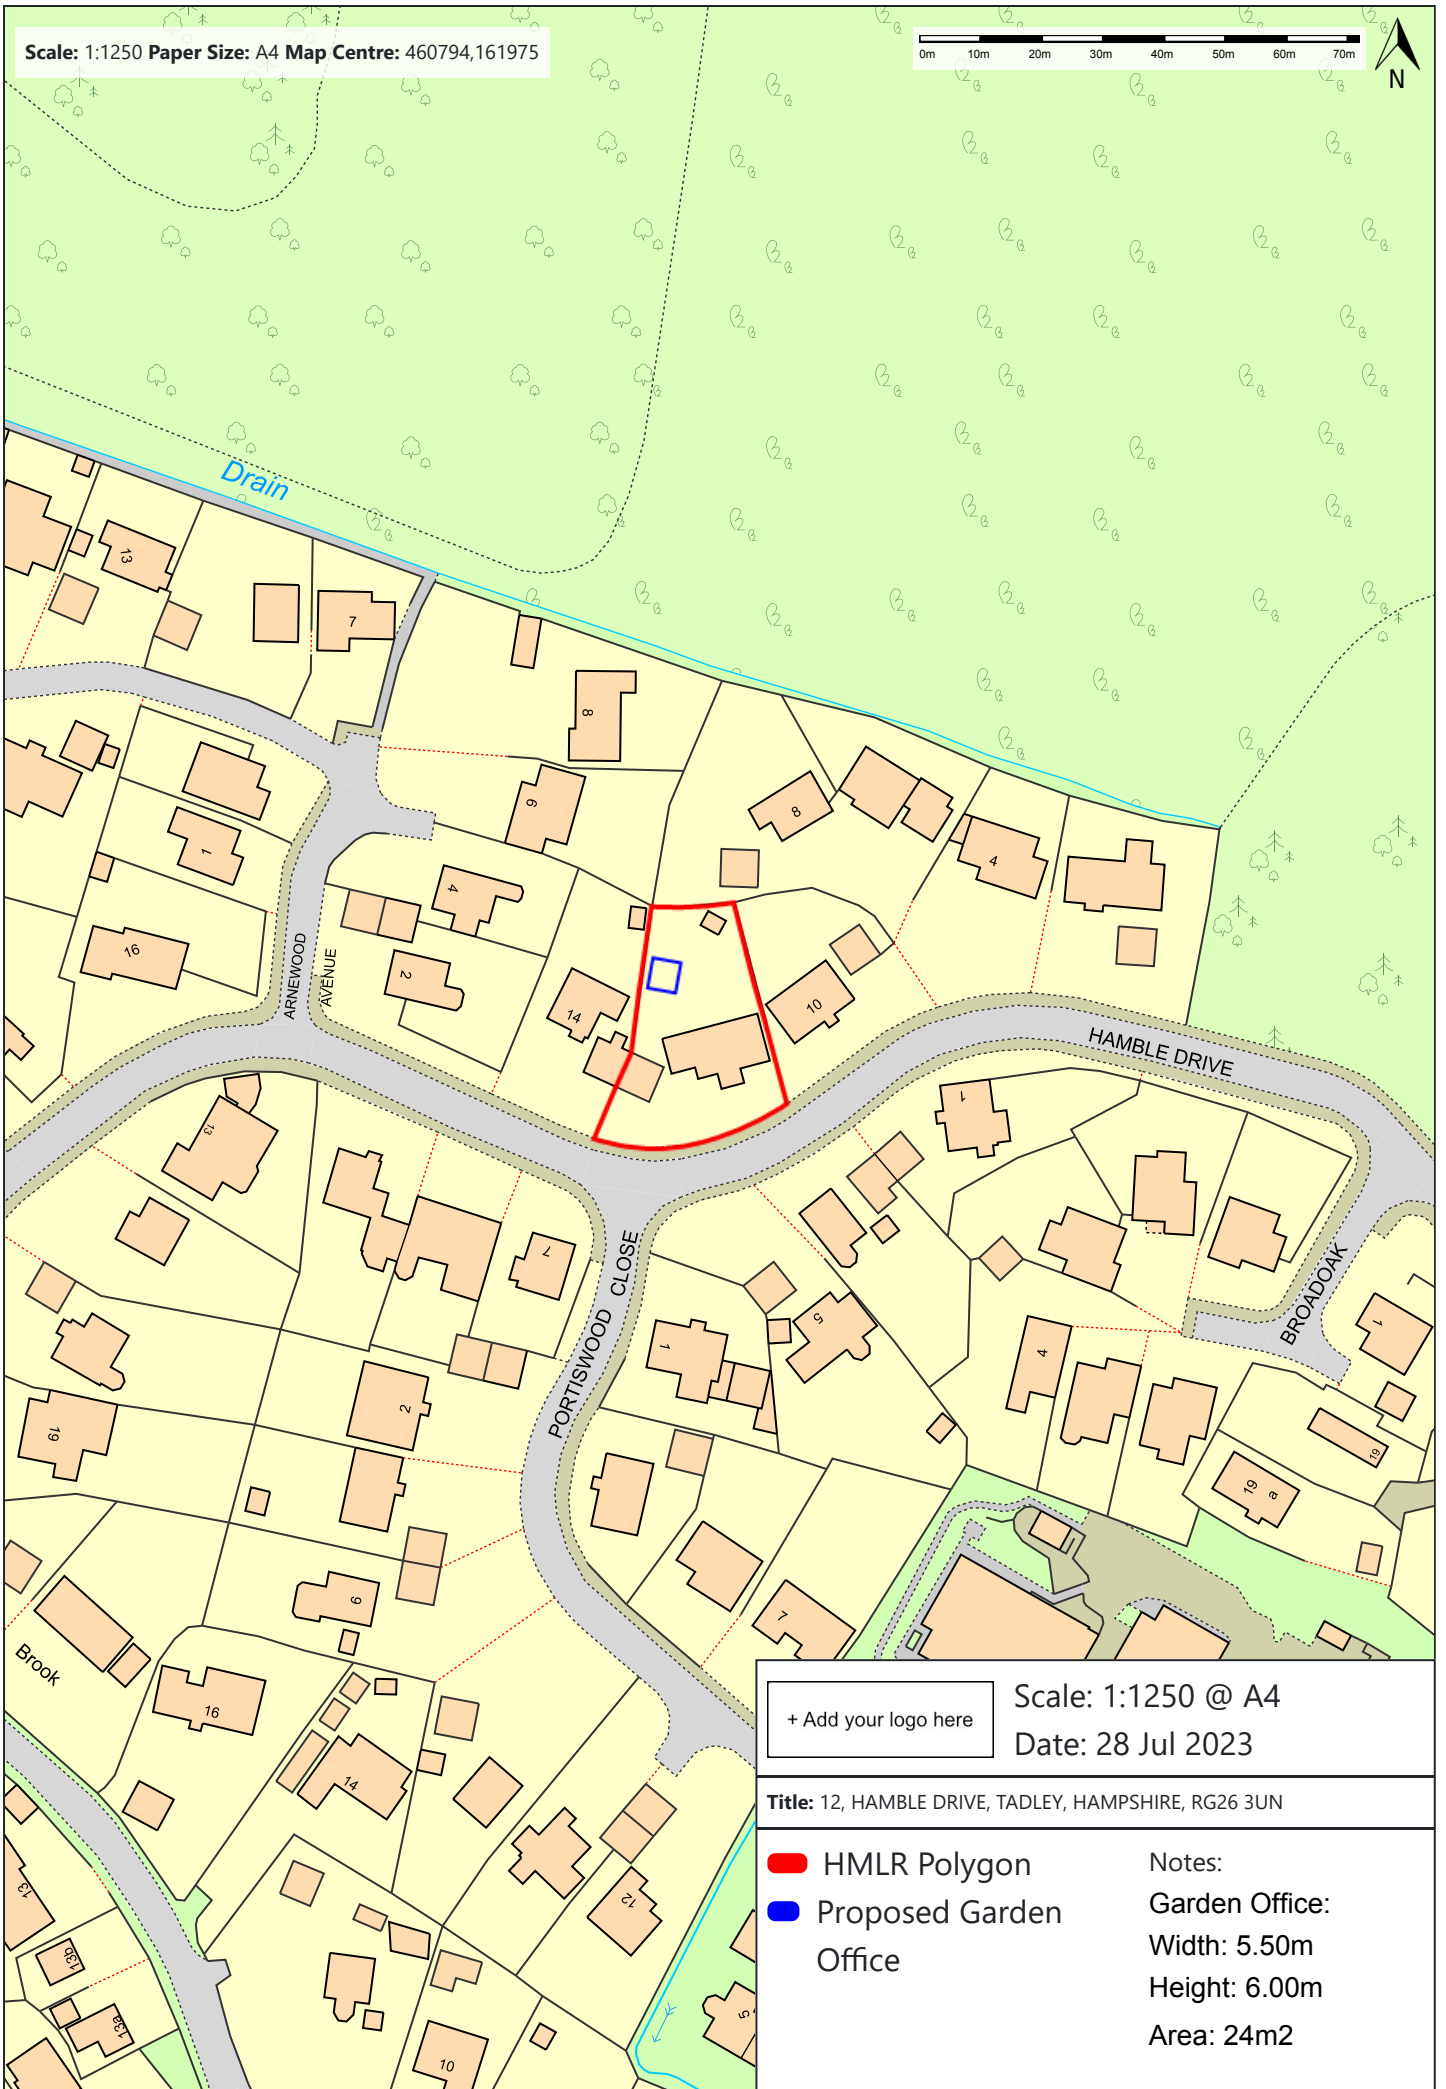 Scale: 1:1250 Paper Size: A4 Map Centre: 460794,161975
0m 10m 20m 30m 40m 50m 60m 70m
N
Drain
13
7
8
6
8
4
1
4
16
ARNEWOOD
AVENUE
2
14
10
HAMBLE DRIVE
1
13
7
PORTISWOOD CLOSE
BROADOAK
1
5
1
4
2
19
19
19 a
6
7
Brook
16
14
12
13
13b
13a
10
5
+ Add your logo here
Scale: 1:1250 @ A4
Date: 28 Jul 2023
Title: 12, HAMBLE DRIVE, TADLEY, HAMPSHIRE, RG26 3UN
HMLR Polygon
Proposed Garden
Office
Notes:
Garden Office:
Width: 5.50m
Height: 6.00m
Area: 24m2